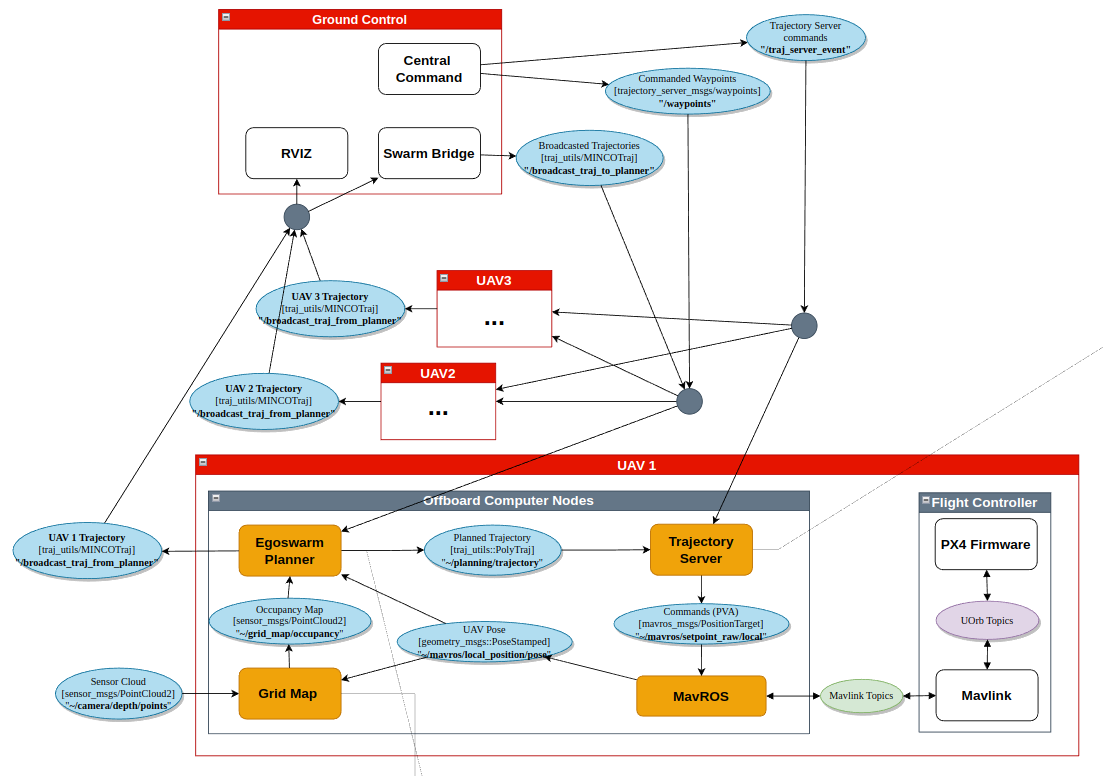 Ground Control
Central
Command
RVIZ
Swarm Bridge
Trajectory Server
commands
"/traj_server_event"
Commanded Waypoints
[trajectory_server_msgs/waypoints]
"/waypoints"
Broadcasted Trajectories
[traj_utils/MINCOTraj]
"/broadcast_traj_to_planner"
UAV3
...
UAV 3 Trajectory
[traj_utils/MINCOTraj]
"/broadcast_traj_from_planner"
UAV2
...
UAV 2 Trajectory
[traj_utils/MINCOTraj]
"/broadcast_traj_from_planner"
UAV 1
Offboard Computer Nodes
Flight Controller
UAV 1 Trajectory
[traj_utils/MINCOTraj]
"/broadcast_traj_from_planner"
Egoswarm
Planner
Planned Trajectory
[traj_utils::PolyTraj]
"~/planning/trajectory"
Trajectory
Server
PX4 Firmware
Occupancy Map
[sensor_msgs/PointCloud2]
"~/grid_map/occupancy"
UAV Pose
[geometry_msgs::PoseStamped]
"~/mavros/local_position/pose"
Commands (PVA)
[mavros_msgs/PositionTarget]
"~/mavros/setpoint_raw/local"
UOrb Topics
Sensor Cloud
[sensor_msgs/PointCloud2]
"~/camera/depth/points"
Grid Map
MavROS
Mavlink Topics
Mavlink